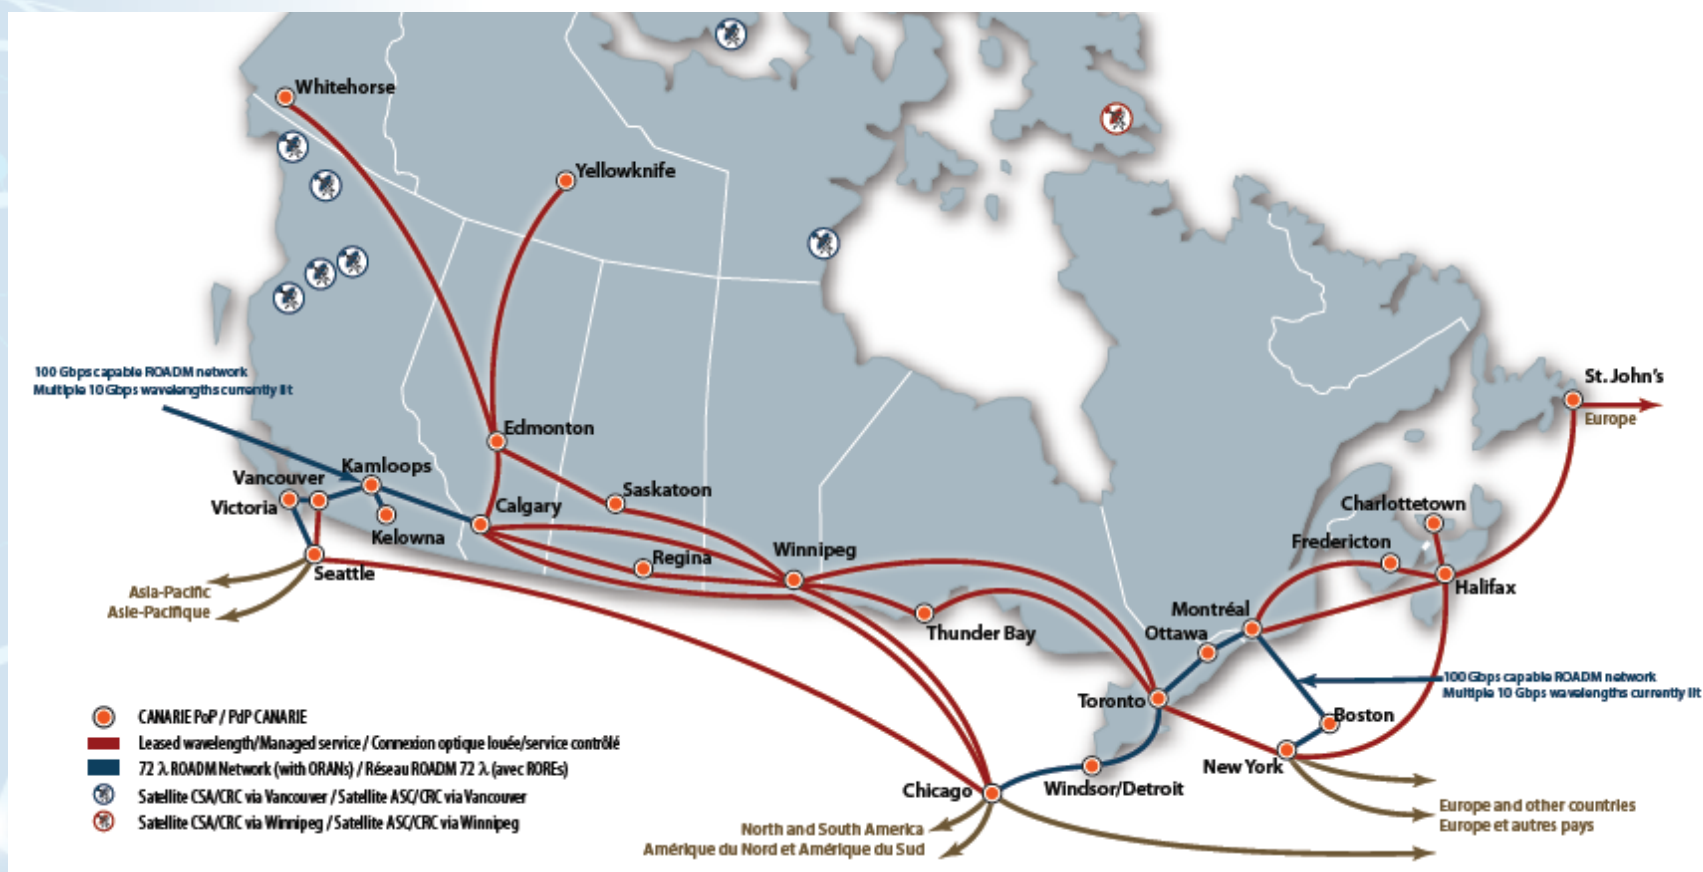 Whitehorse
Yellowknife
100 Gbps capable ROADM network
Multiple 10 Gbps wavelengths currently lit
St. John's
Europe
Edmonton
Kamloops
Vancouver
Saskatoon
Victoria
Calgary
Charlottetown
Kelowna
Fredericton
Winnipeg
Regina
Seattle
Halifax
Asia-Pacific
Asie-Pacifique
Montréal
Ottawa
Thunder Bay
100 Gbps capable ROADM network
Multiple 10 Gbps wavelengths currently lit
Toronto
Boston
CANARIE PoP / PdP CANARIE
Leased wavelength/Managed service / Connexion optique louée/service contrôlé
72 λ ROADM Network (with ORANs) / Réseau ROADM 72 λ (avec ROREs)
Satellite CSA/CRC via Vancouver / Satellite ASC/CRC via Vancouver
Satellite CSA/CRC via Winnipeg / Satellite ASC/CRC via Winnipeg
New York
Windsor/Detroit
Chicago
Europe and other countries
Europe et autres pays
North and South America
Amérique du Nord et Amérique du Sud